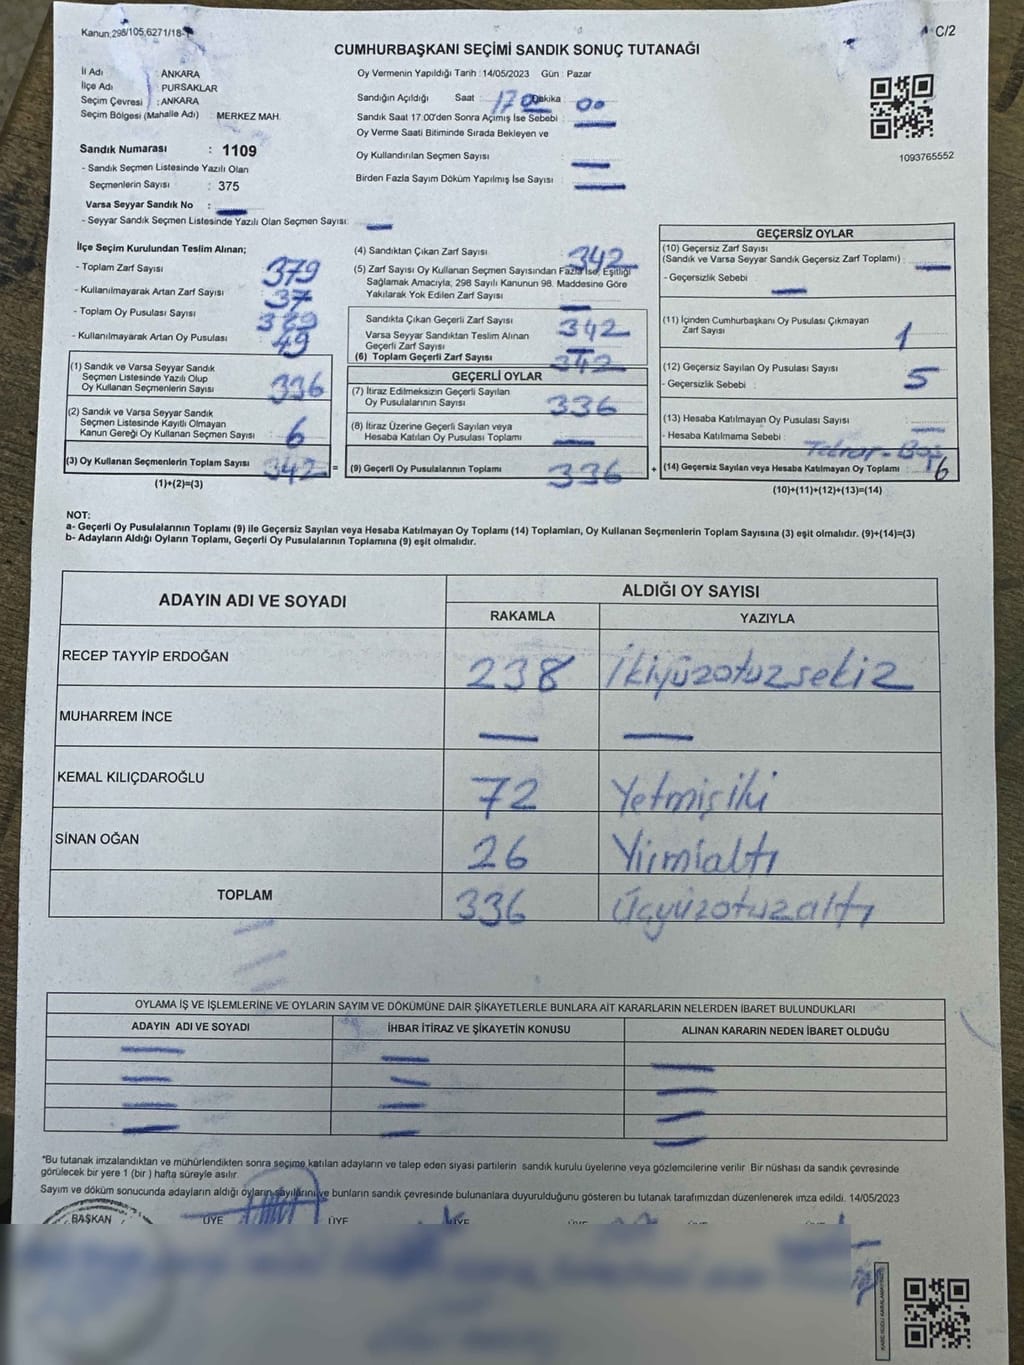 Kanun:298/105,6271/18-
C/2
CUMHURBAŞKANI SEÇİMİ SANDIK SONUÇ TUTANAĞI
İl Adı : ANKARA
İlçe Adı : PURSAKLAR
Seçim Çevresi : ANKARA
Seçim Bölgesi (Mahalle Adı) : MERKEZ MAH.
Sandık Numarası : 1109
- Sandık Seçmen Listesinde Yazılı Olan
Seçmenlerin Sayısı : 375
Varsa Seyyar Sandık No : —
- Seyyar Sandık Seçmen Listesinde Yazılı Olan Seçmen Sayısı: —
Oy Vermenin Yapıldığı Tarih : 14/05/2023 Gün : Pazar
Sandığın Açıldığı Saat : 17 00 Dakika : 00
Sandık Saat 17.00'den Sonra Açımış İse Sebebi : —
Oy Verme Saati Bitiminde Sırada Bekleyen ve
Oy Kullandırılan Seçmen Sayısı : —
Birden Fazla Sayım Döküm Yapılmış İse Sayısı : —
1093765552
İlçe Seçim Kurulundan Teslim Alınan;
- Toplam Zarf Sayısı : 379
- Kullanılmayarak Artan Zarf Sayısı : 37
- Toplam Oy Pusulası Sayısı :
- Kullanılmayarak Artan Oy Pusulası : 49
(1) Sandık ve Varsa Seyyar Sandık
Seçmen Listesinde Yazılı Olup
Oy Kullanan Seçmenlerin Sayısı : 336
(2) Sandık ve Varsa Seyyar Sandık
Seçmen Listesinde Kayıtlı Olmayan
Kanun Gereği Oy Kullanan Seçmen Sayısı : 6
(3) Oy Kullanan Seçmenlerin Toplam Sayısı : 342 =
(1)+(2)=(3)
(4) Sandıktan Çıkan Zarf Sayısı : 342
(5) Zarf Sayısı Oy Kullanan Seçmen Sayısından Fazla İse, Eşitliği
Sağlamak Amacıyla, 298 Sayılı Kanunun 98. Maddesine Göre
Yakılarak Yok Edilen Zarf Sayısı : —
Sandıkta Çıkan Geçerli Zarf Sayısı : 342
Varsa Seyyar Sandıktan Teslim Alınan
Geçerli Zarf Sayısı : —
(6) Toplam Geçerli Zarf Sayısı : 342
GEÇERLİ OYLAR
(7) İtiraz Edilmeksizin Geçerli Sayılan
Oy Pusulalarının Sayısı : 336
(8) İtiraz Üzerine Geçerli Sayılan veya
Hesaba Katılan Oy Pusulası Toplamı : —
(9) Geçerli Oy Pusulalarının Toplamı : 336 +
GEÇERSİZ OYLAR
(10) Geçersiz Zarf Sayısı
(Sandık ve Varsa Seyyar Sandık Geçersiz Zarf Toplamı) : —
- Geçersizlik Sebebi : —
(11) İçinden Cumhurbaşkanı Oy Pusulası Çıkmayan
Zarf Sayısı : 1
(12) Geçersiz Sayılan Oy Pusulası Sayısı : 5
- Geçersizlik Sebebi :
(13) Hesaba Katılmayan Oy Pusulası Sayısı : —
- Hesaba Katılmama Sebebi :
(14) Geçersiz Sayılan veya Hesaba Katılmayan Oy Toplamı : 6
(10)+(11)+(12)+(13)=(14)
NOT:
a- Geçerli Oy Pusulalarının Toplamı (9) ile Geçersiz Sayılan veya Hesaba Katılmayan Oy Toplamı (14) Toplamları, Oy Kullanan Seçmenlerin Toplam Sayısına (3) eşit olmalıdır. (9)+(14)=(3)
b- Adayların Aldığı Oyların Toplamı, Geçerli Oy Pusulalarının Toplamına (9) eşit olmalıdır.
ADAYIN ADI VE SOYADI ALDIĞI OY SAYISI
RAKAMLA YAZIYLA
RECEP TAYYİP ERDOĞAN 238 İkiyüzotuzsekiz
MUHARREM İNCE — —
KEMAL KILIÇDAROĞLU 72 Yetmişiki
SİNAN OĞAN 26 Yirmialtı
TOPLAM 336 Üçyüzotuzaltı
OYLAMA İŞ VE İŞLEMLERİNE VE OYLARIN SAYIM VE DÖKÜMÜNE DAİR ŞİKAYETLERLE BUNLARA AİT KARARLARIN NELERDEN İBARET BULUNDUKLARI
ADAYIN ADI VE SOYADI İHBAR İTİRAZ VE ŞİKAYETİN KONUSU ALINAN KARARIN NEDEN İBARET OLDUĞU
— — —
— — —
— — —
— — —
*Bu tutanak imzalandıktan ve mühürlendikten sonra seçime katılan adayların ve talep eden siyasi partilerin sandık kurulu üyelerine veya gözlemcilerine verilir Bir nüshası da sandık çevresinde
görülecek bir yere 1 (bir ) hafta süreyle asılır.
Sayım ve döküm sonucunda adayların aldığı oyların sayılarını ve bunların sandık çevresinde bulunanlara duyurulduğunu gösteren bu tutanak tarafımızdan düzenlenerek imza edildi. 14/05/2023
BAŞKAN ÜYE ÜYE ÜYE